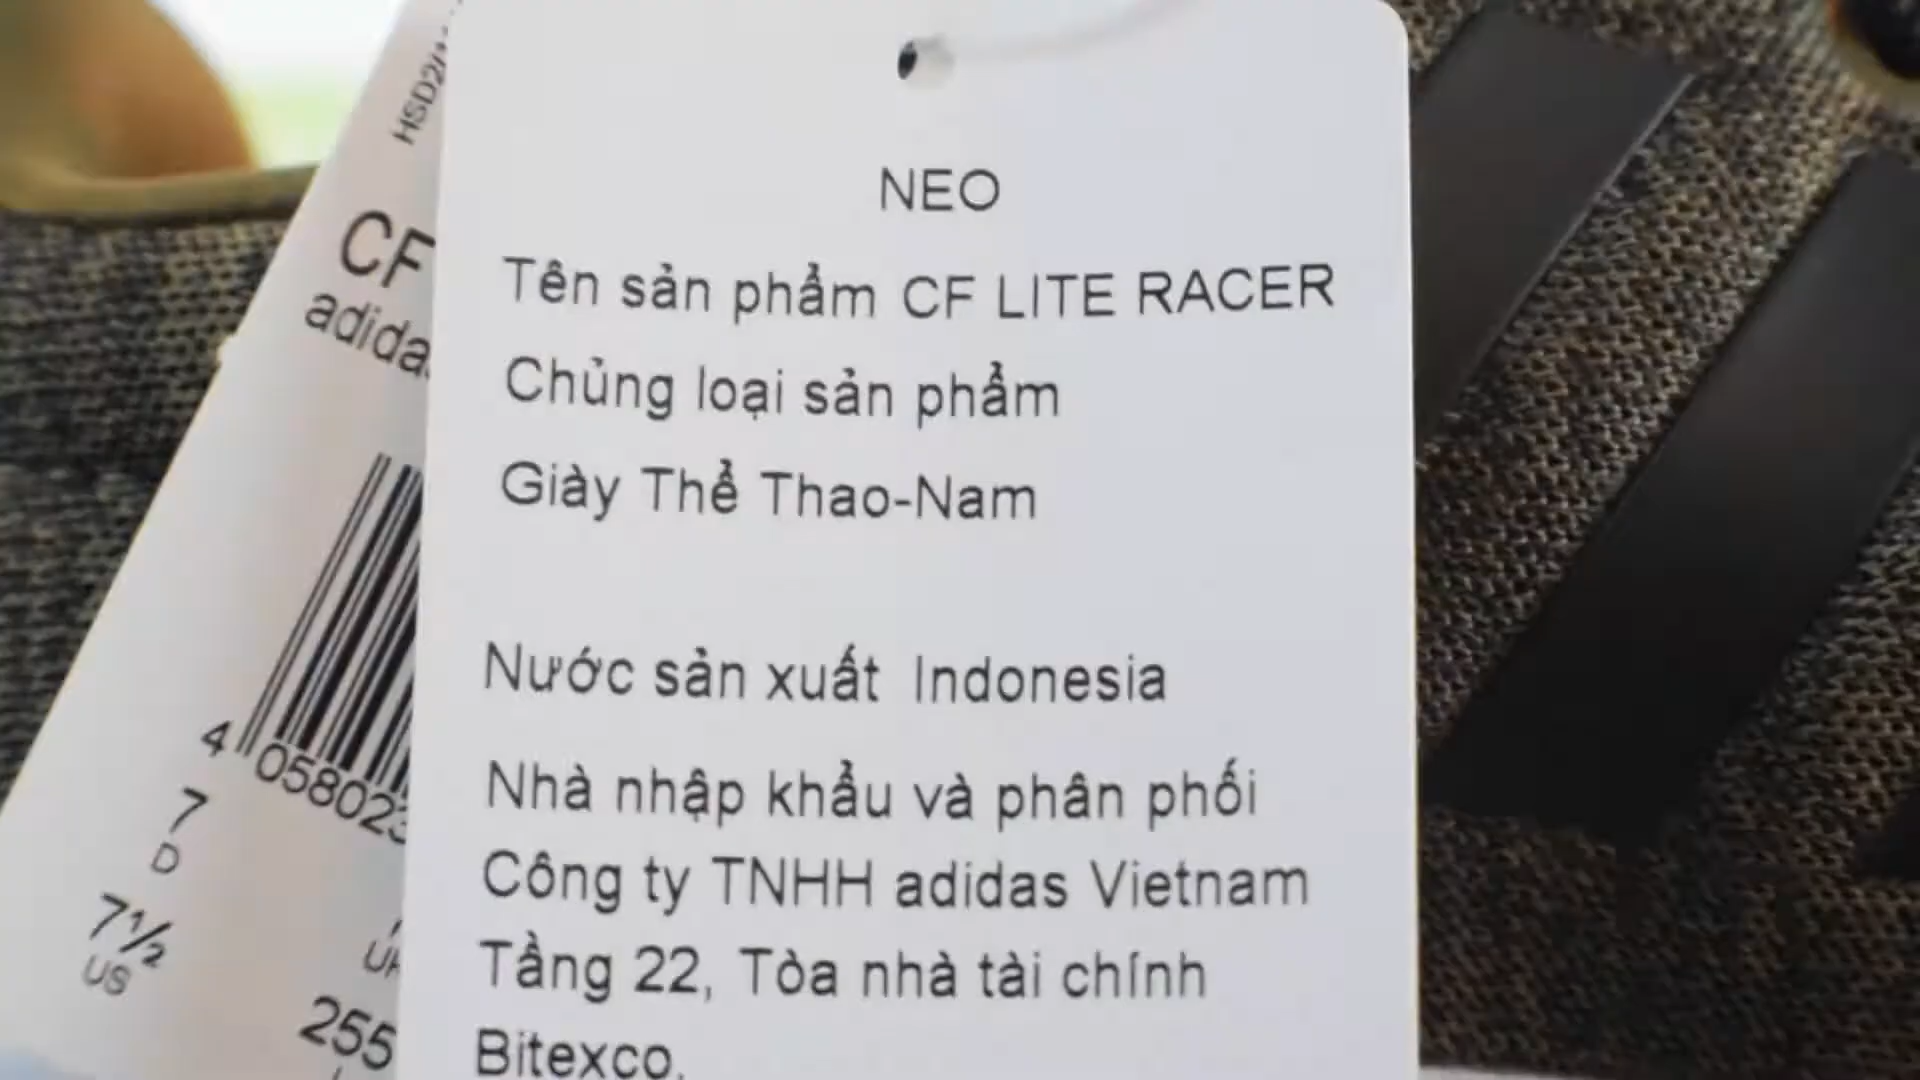 NEO
Tên sản phẩm CF LITE RACER
Chủng loại sản phẩm
Giày Thể Thao-Nam
Nước sản xuất Indonesia
Nhà nhập khẩu và phân phối
Công ty TNHH adidas Vietnam
Tầng 22, Tòa nhà tài chính
Bitexco.
CF
adida
4 058023
7
D
7½
US
255